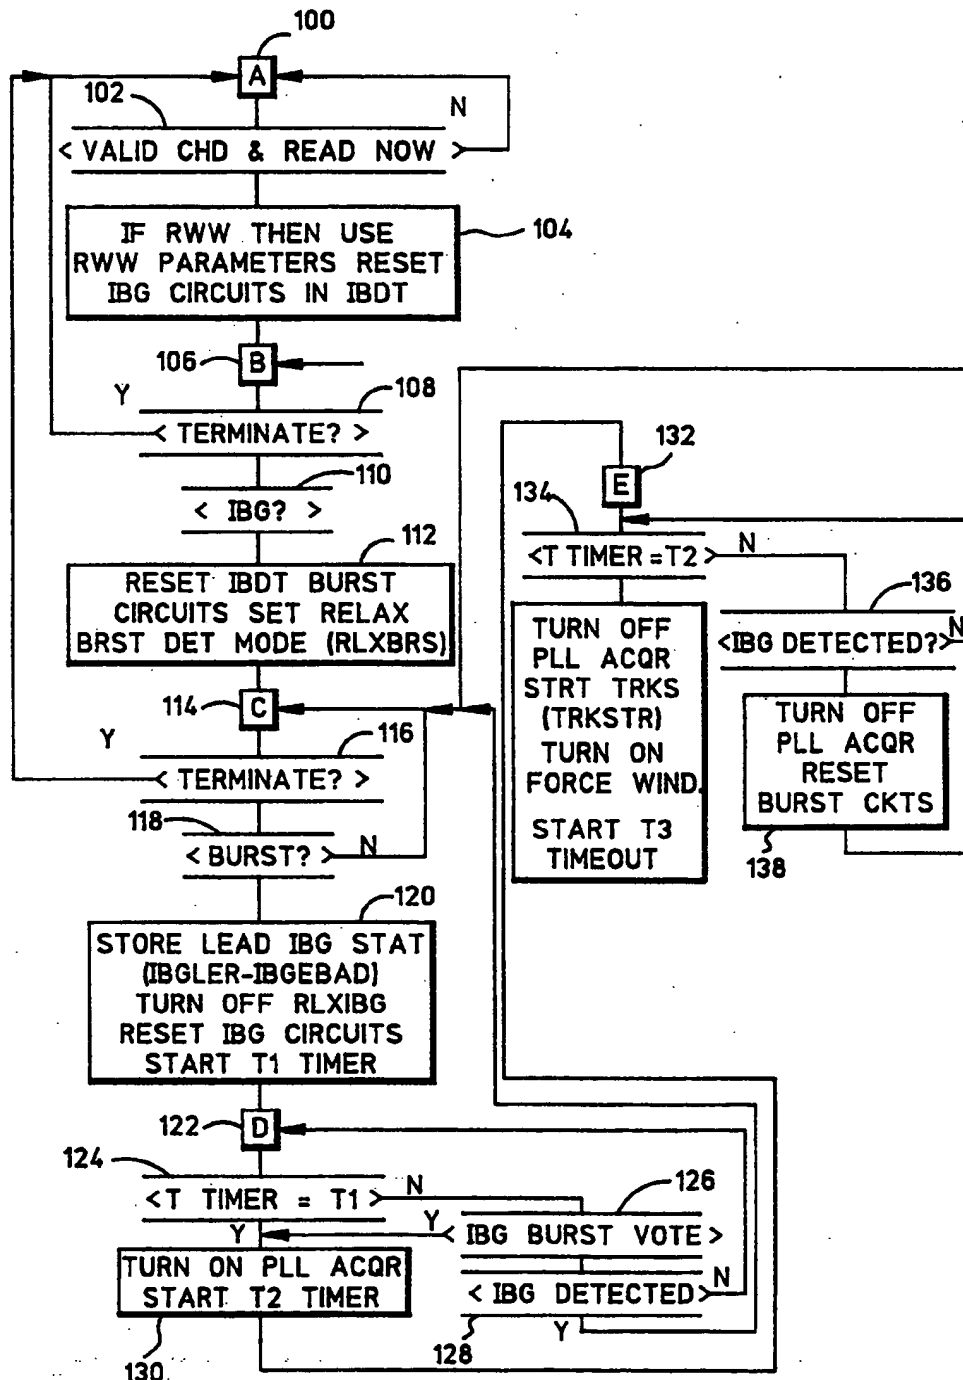 100
A
102
N
< VALID CHD & READ NOW >
IF RWW THEN USE
RWW PARAMETERS RESET
IBG CIRCUITS IN IBDT
104
106
B
Y
108
< TERMINATE? >
110
< IBG? >
112
RESET IBDT BURST
CIRCUITS SET RELAX
BRST DET MODE (RLXBRS)
114
C
Y
116
< TERMINATE? >
118
< BURST? >
N
120
STORE LEAD IBG STAT
(IBGLER-IBGEBAD)
TURN OFF RLXIBG
RESET IBG CIRCUITS
START T1 TIMER
122
D
124
<T TIMER = T1>
N
126
Y
Y
< IBG BURST VOTE >
TURN ON PLL ACQR
START T2 TIMER
< IBG DETECTED>
N
Y
128
130
132
E
134
<T TIMER =T2>
N
136
<IBG DETECTED?>
N
TURN OFF
PLL ACQR
STRT TRKS
(TRKSTR)
TURN ON
FORCE WIND.
START T3
TIMEOUT
TURN OFF
PLL ACQR
RESET
BURST CKTS
138